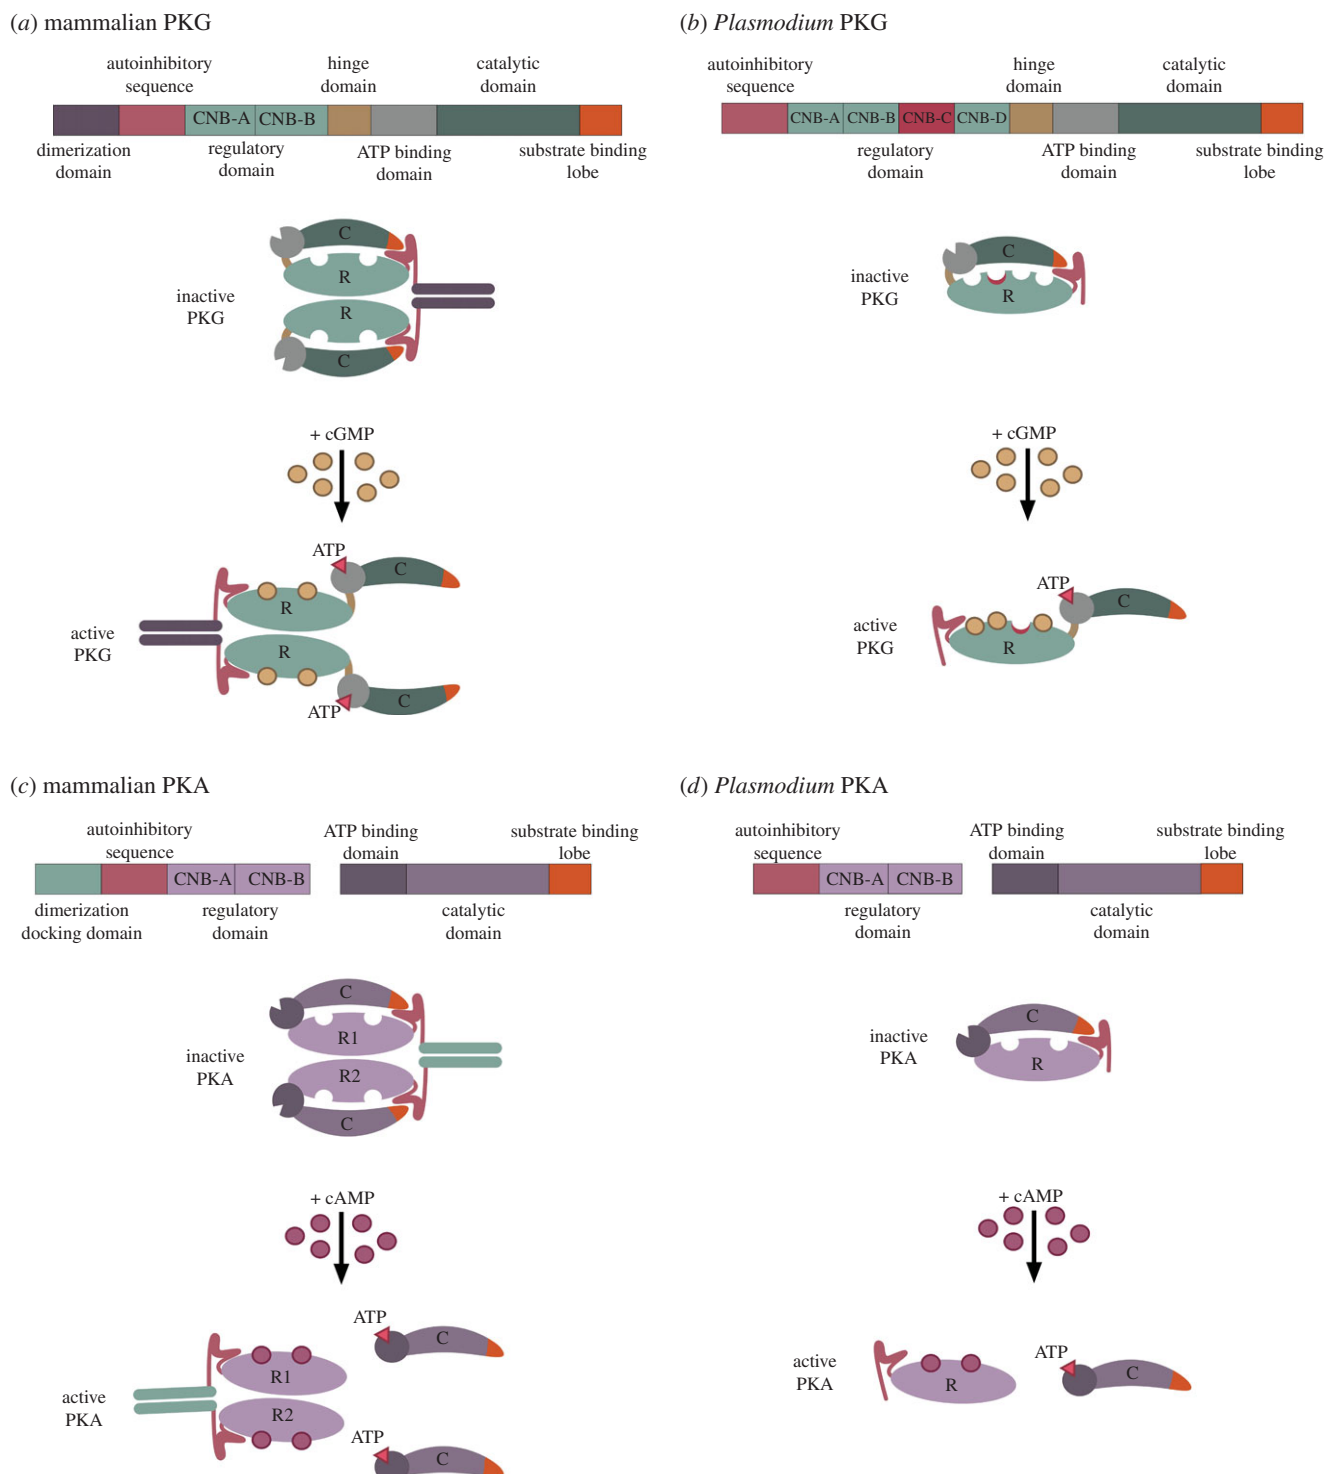 (a) mammalian PKG
autoinhibitory
sequence
hinge
domain
catalytic
domain
CNB-A
CNB-B
dimerization
domain
regulatory
domain
ATP binding
domain
substrate binding
lobe
inactive
PKG
C
R
R
C
+ cGMP
active
PKG
ATP
C
R
R
C
ATP
(b) Plasmodium PKG
autoinhibitory
sequence
hinge
domain
catalytic
domain
CNB-A
CNB-B
CNB-C
CNB-D
regulatory
domain
ATP binding
domain
substrate binding
lobe
inactive
PKG
C
R
+ cGMP
active
PKG
ATP
C
R
(c) mammalian PKA
autoinhibitory
sequence
ATP binding
domain
substrate binding
lobe
CNB-A
CNB-B
dimerization
docking domain
regulatory
domain
catalytic
domain
inactive
PKA
C
R1
R2
C
+ cAMP
active
PKA
ATP
C
R1
R2
ATP
C
(d) Plasmodium PKA
autoinhibitory
sequence
ATP binding
domain
substrate binding
lobe
CNB-A
CNB-B
regulatory
domain
catalytic
domain
inactive
PKA
C
R
+ cAMP
active
PKA
R
ATP
C